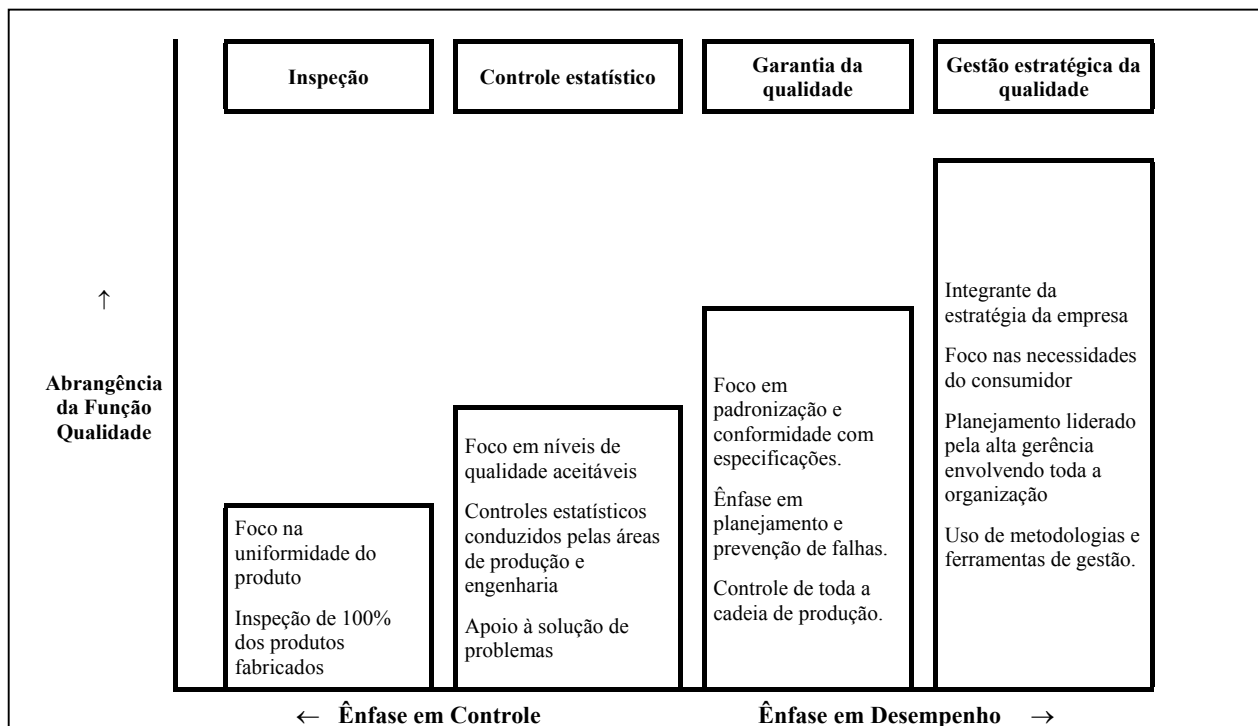 Inspeção
Controle estatístico
Garantia da
qualidade
Gestão estratégica da
qualidade
↑
Abrangência
da Função
Qualidade
Foco na
uniformidade do
produto
Inspeção de 100%
dos produtos
fabricados
Foco em níveis de
qualidade aceitáveis
Controles estatísticos
conduzidos pelas áreas
de produção e
engenharia
Apoio à solução de
problemas
Foco em
padronização e
conformidade com
especificações.
Ênfase em
planejamento e
prevenção de falhas.
Controle de toda a
cadeia de produção.
Integrante da
estratégia da empresa
Foco nas necessidades
do consumidor
Planejamento liderado
pela alta gerência
envolvendo toda a
organização
Uso de metodologias e
ferramentas de gestão.
← Ênfase em Controle
Ênfase em Desempenho →